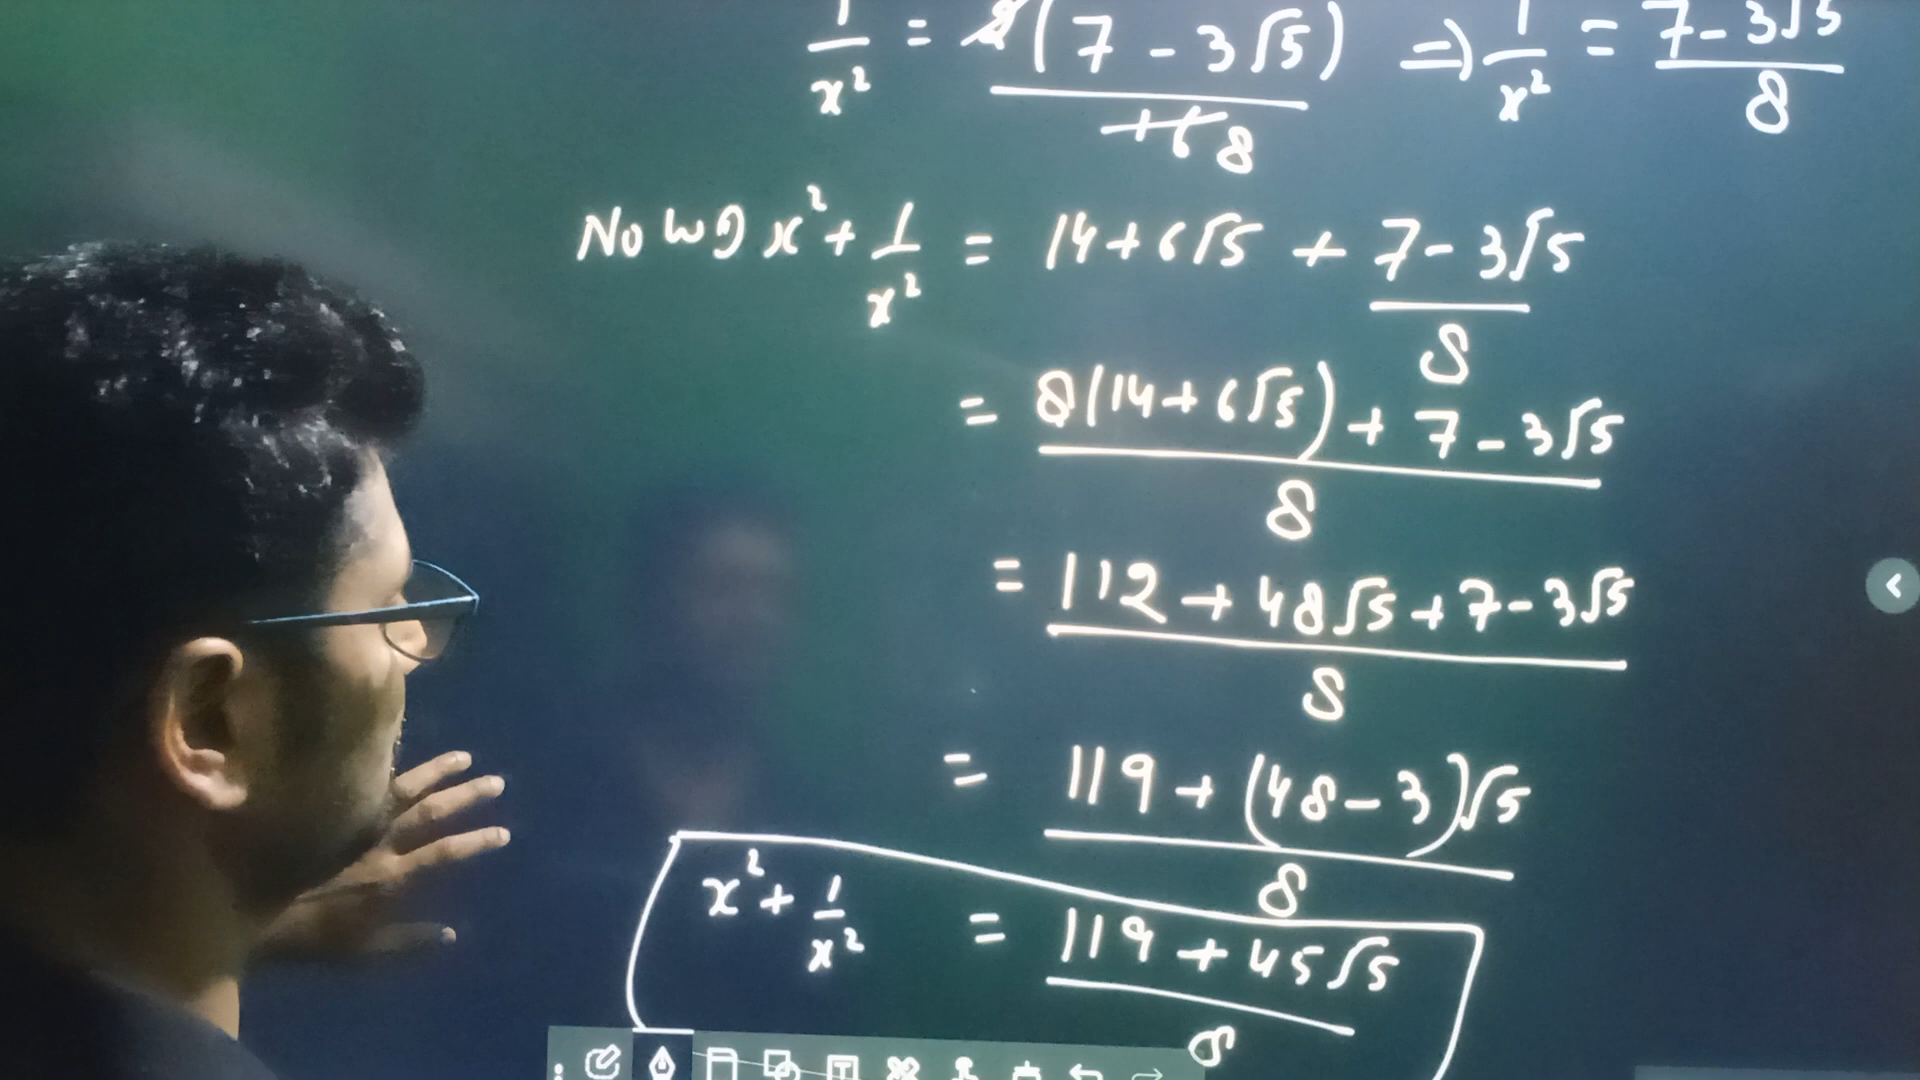 1/x² = 2(7 - 3√5)/16 8 ⇒ 1/x² = 7 - 3√5/8
Now, x² + 1/x² = 14 + 6√5 + 7 - 3√5/8
= 8(14 + 6√5) + 7 - 3√5/8
= 112 + 48√5 + 7 - 3√5/8
= 119 + (48 - 3)√5/8
x² + 1/x² = 119 + 45√5/8